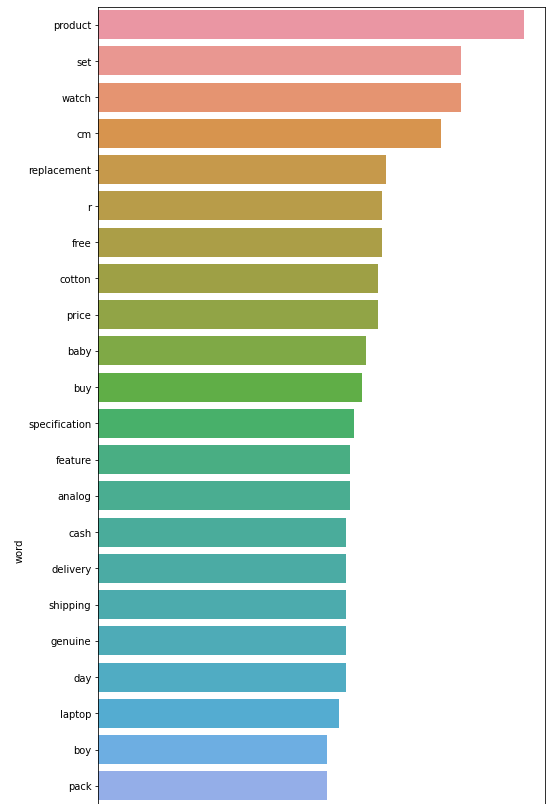 product
set
watch
cm
replacement
r
free
cotton
price
baby
buy
specification
feature
analog
cash
word
delivery
shipping
genuine
day
laptop
boy
pack